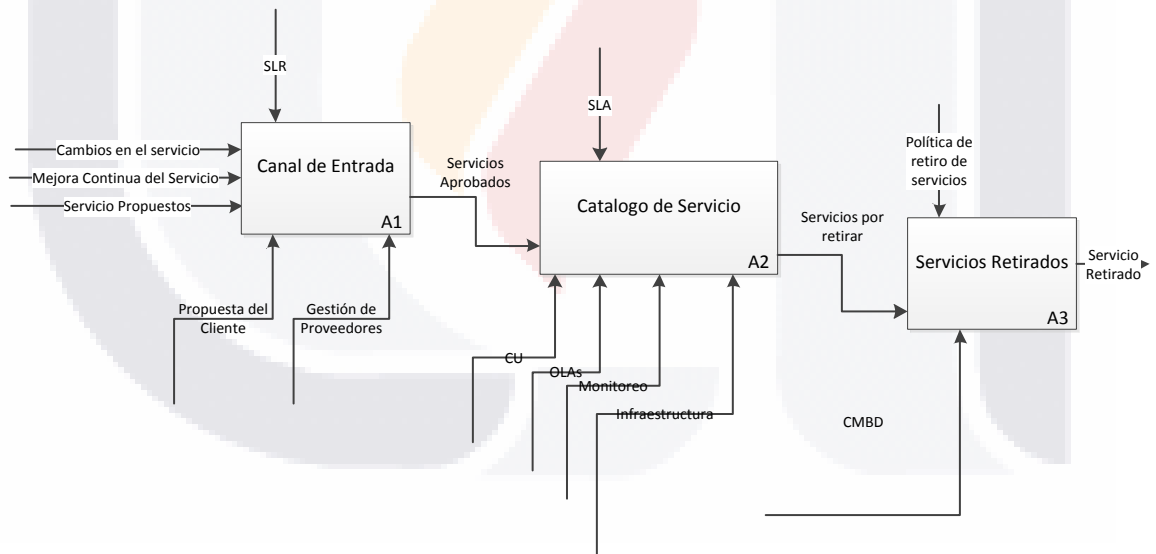 SLR
Cambios en el servicio
Mejora Continua del Servicio
Servicio Propuestos
Canal de Entrada
A1
Propuesta del
Cliente
Gestión de
Proveedores
Servicios
Aprobados
SLA
Catalogo de Servicio
A2
CU
OLAs
Monitoreo
Infraestructura
Servicios por
retirar
Política de
retiro de
servicios
Servicios Retirados
A3
Servicio
Retirado
CMBD